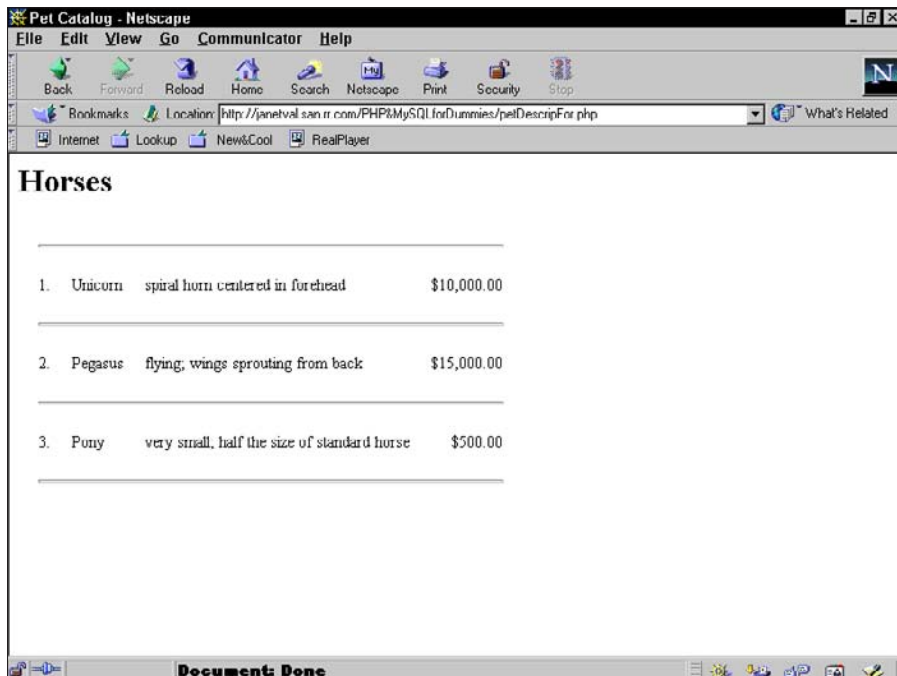 Pet Catalog - Netscape
File Edit View Go Communicator Help
Back Forward Reload Home Search Netscape Print Security Stop
My
N
Bookmarks Location: http://janetval.san.rr.com/PHP&MySQLforDummies/petDescripFor.php What's Related
Internet Lookup New&Cool RealPlayer
Horses
1. Unicorn spiral horn centered in forehead $10,000.00
2. Pegasus flying; wings sprouting from back $15,000.00
3. Pony very small, half the size of standard horse $500.00
Document: Done